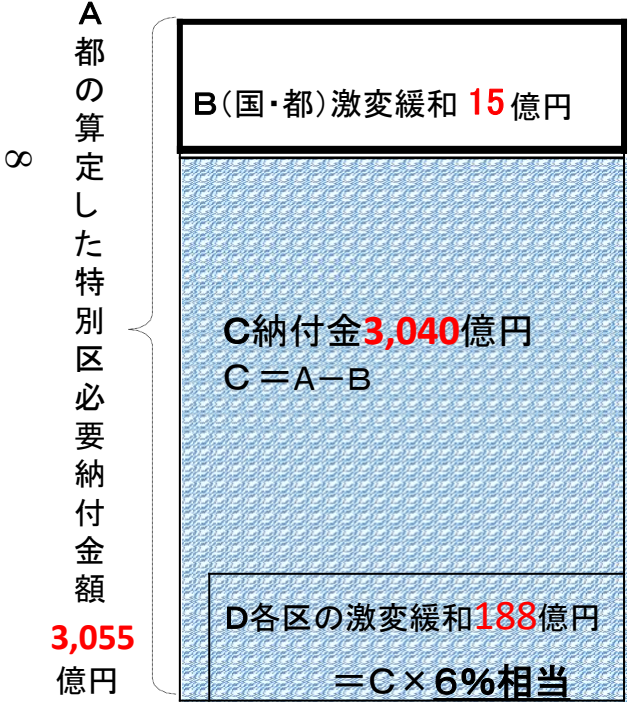 A都の算定した特別区必要納付金額
3,055
億円
8
B(国・都)激変緩和 15億円
C納付金3,040億円
C=A-B
D各区の激変緩和188億円
=C×6%相当